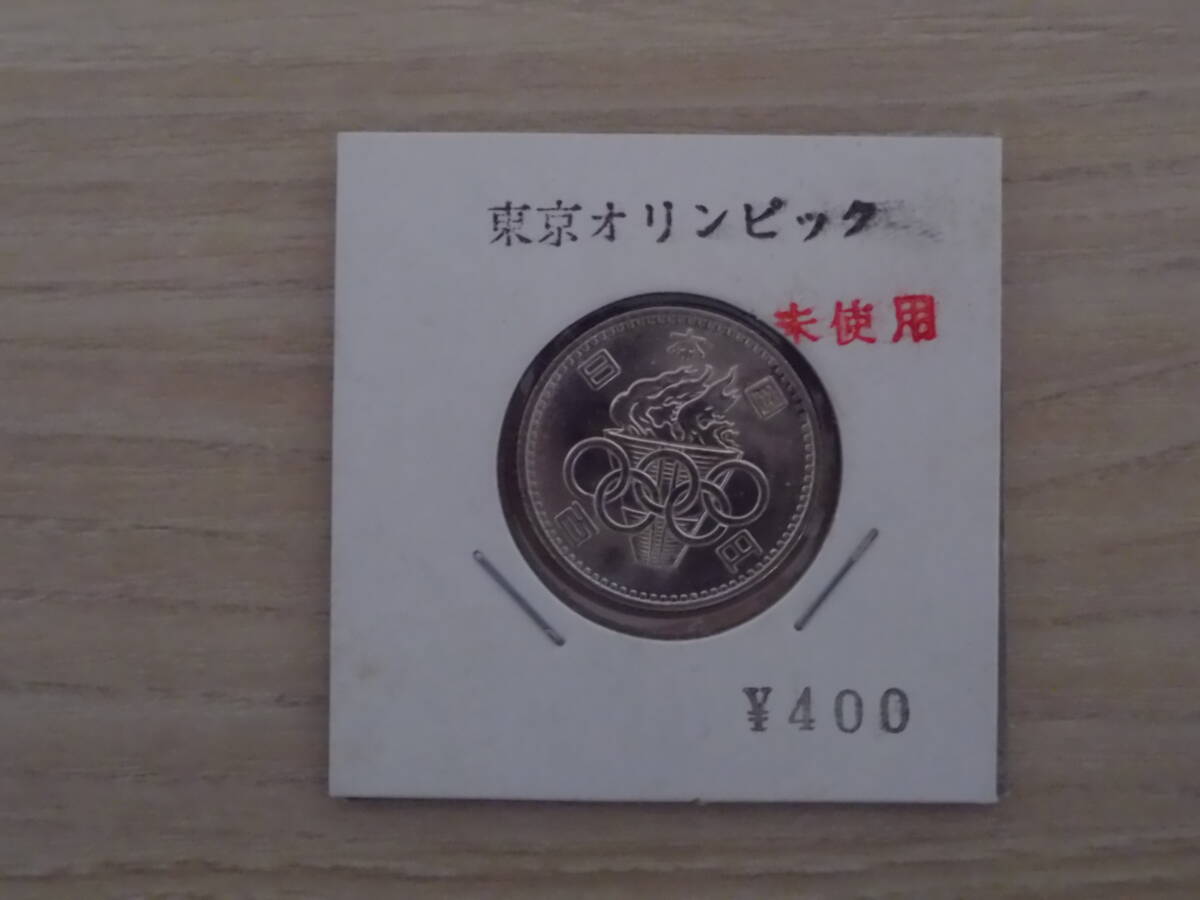 東京オリンピック
未使用
日本国
百円
¥400